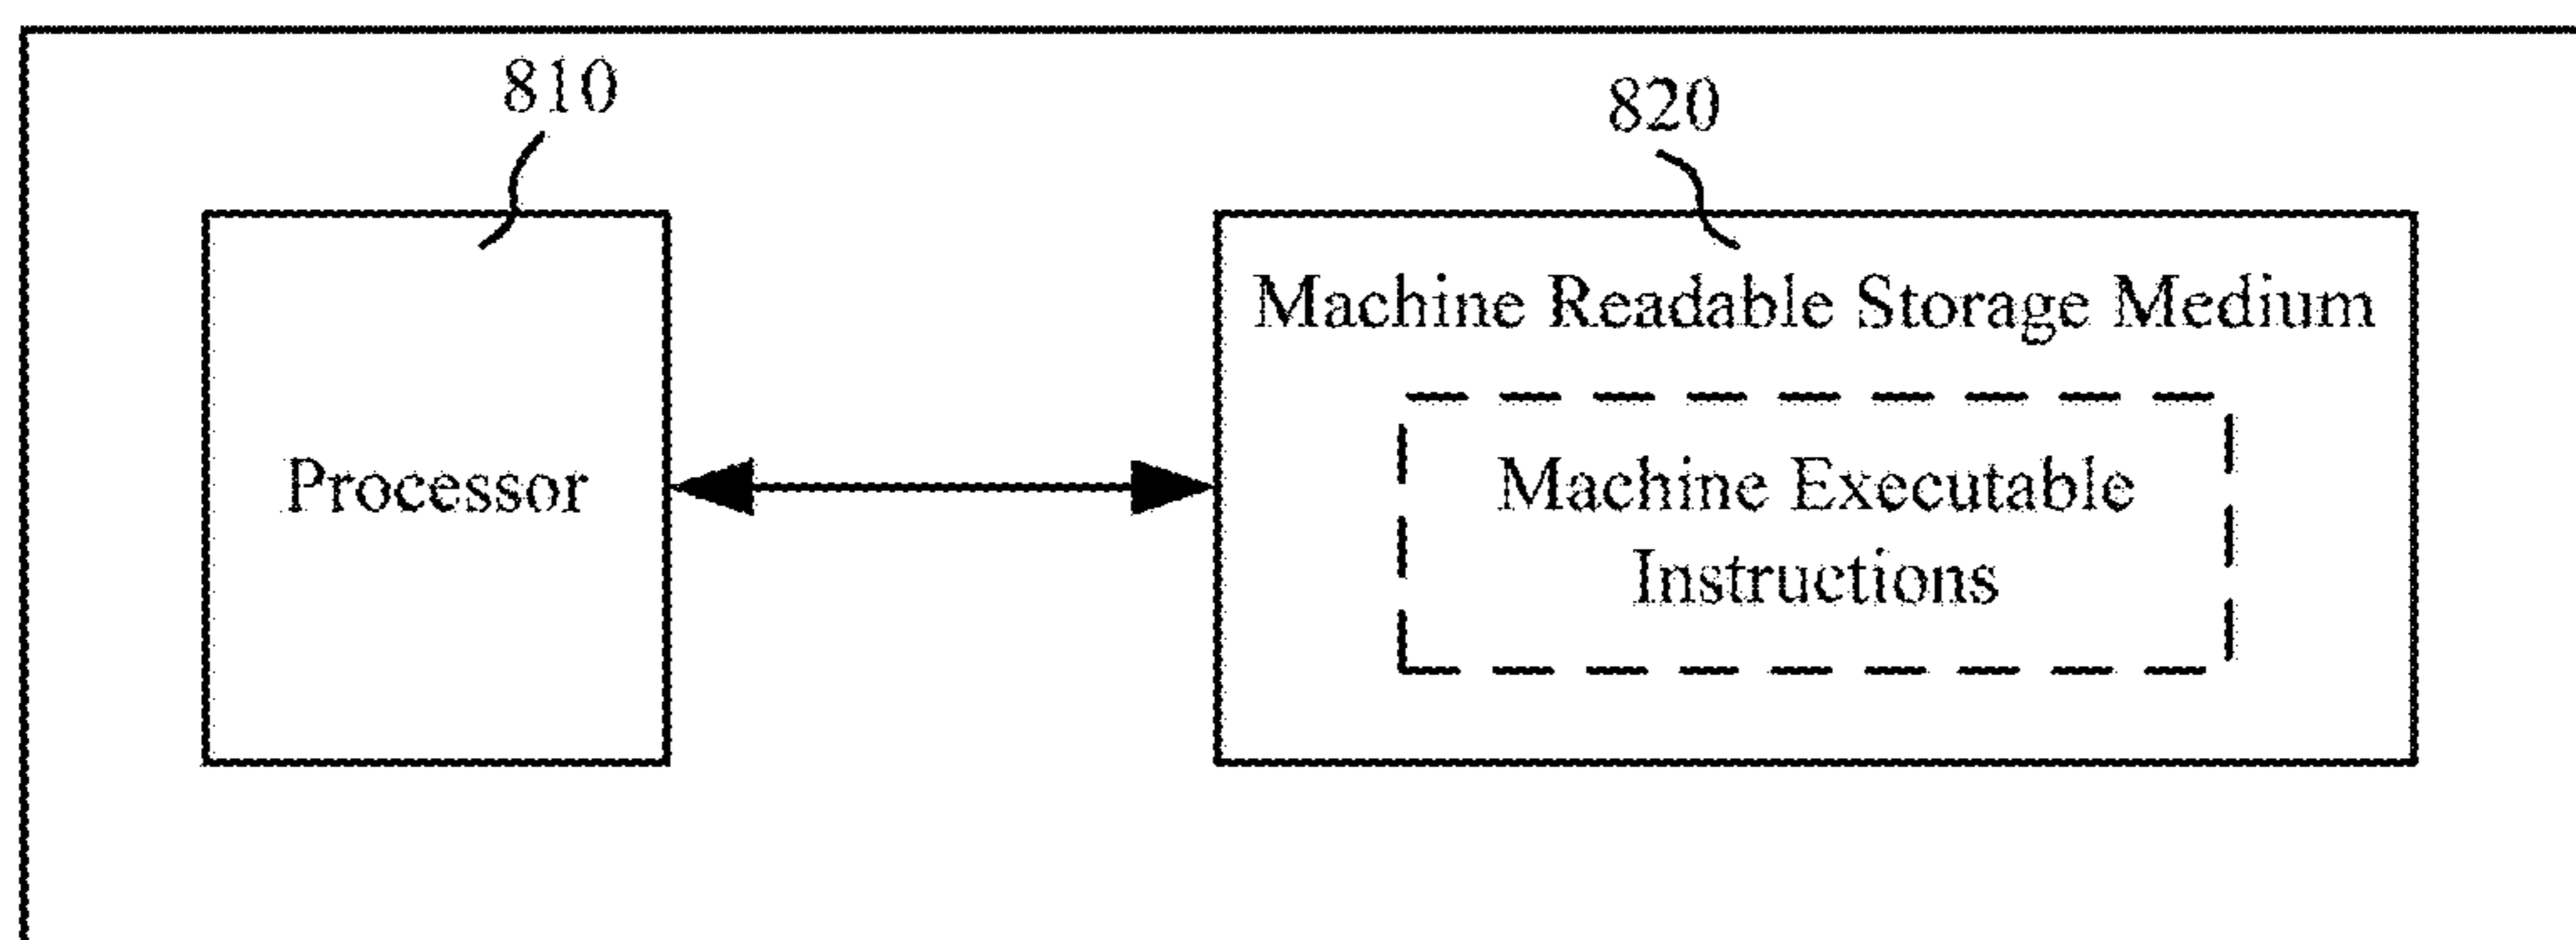 810
820
Machine Readable Storage Medium
Processor
Machine Executable
Instructions